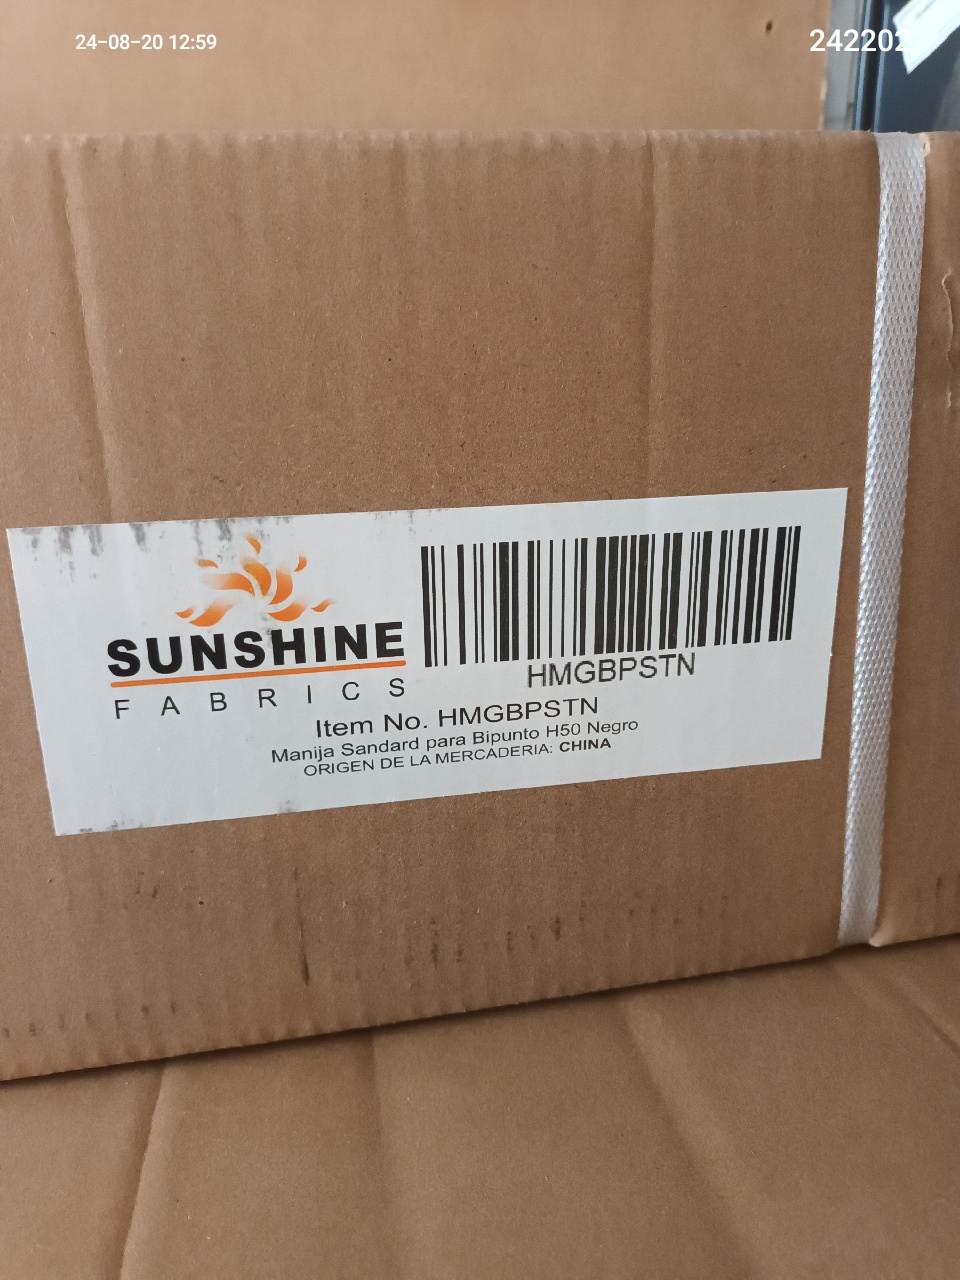 24-08-20 12:59
242202
SUNSHINE
FABRICS
HMGBPSTN
Item No. HMGBPSTN
Manija Sandard para Bipunto H50 Negro
ORIGEN DE LA MERCADERIA: CHINA